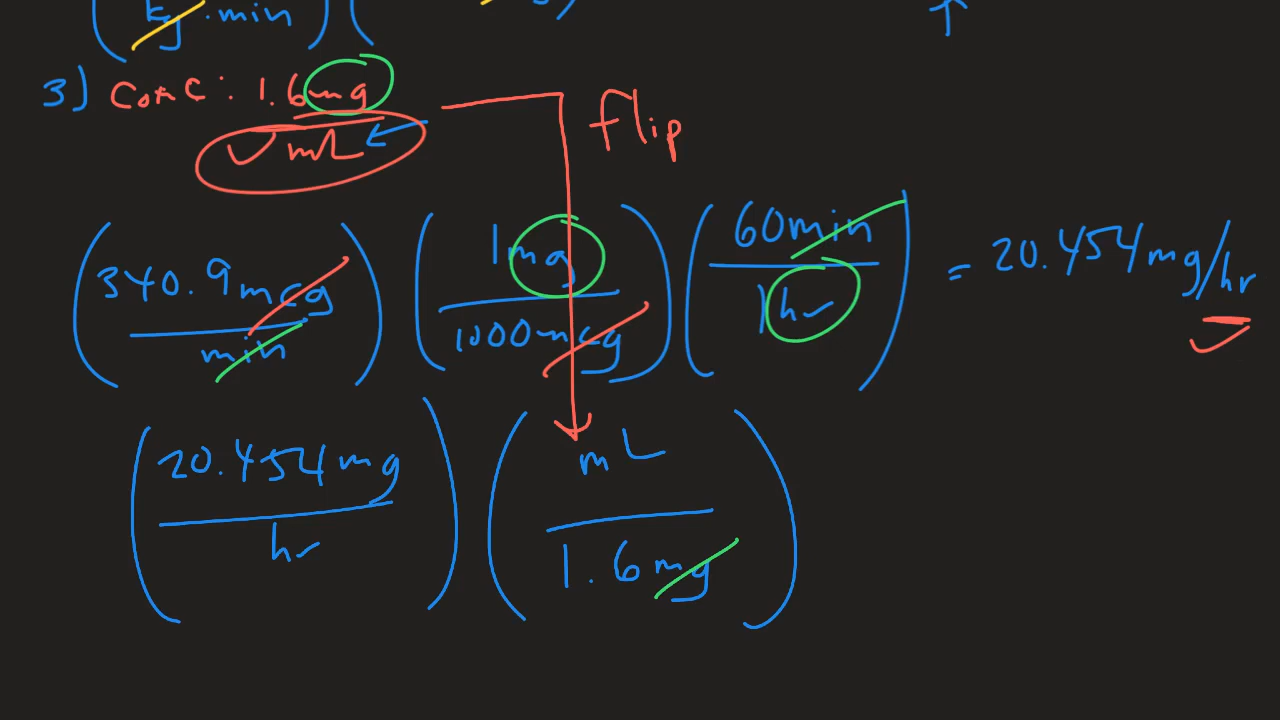 kg · min
3) Conc: 1.6mg
mL
flip
340.9mcg 1mg 60min = 20.454mg/hr
min 1000mcg 1hr
20.454mg mL
hr 1.6mg